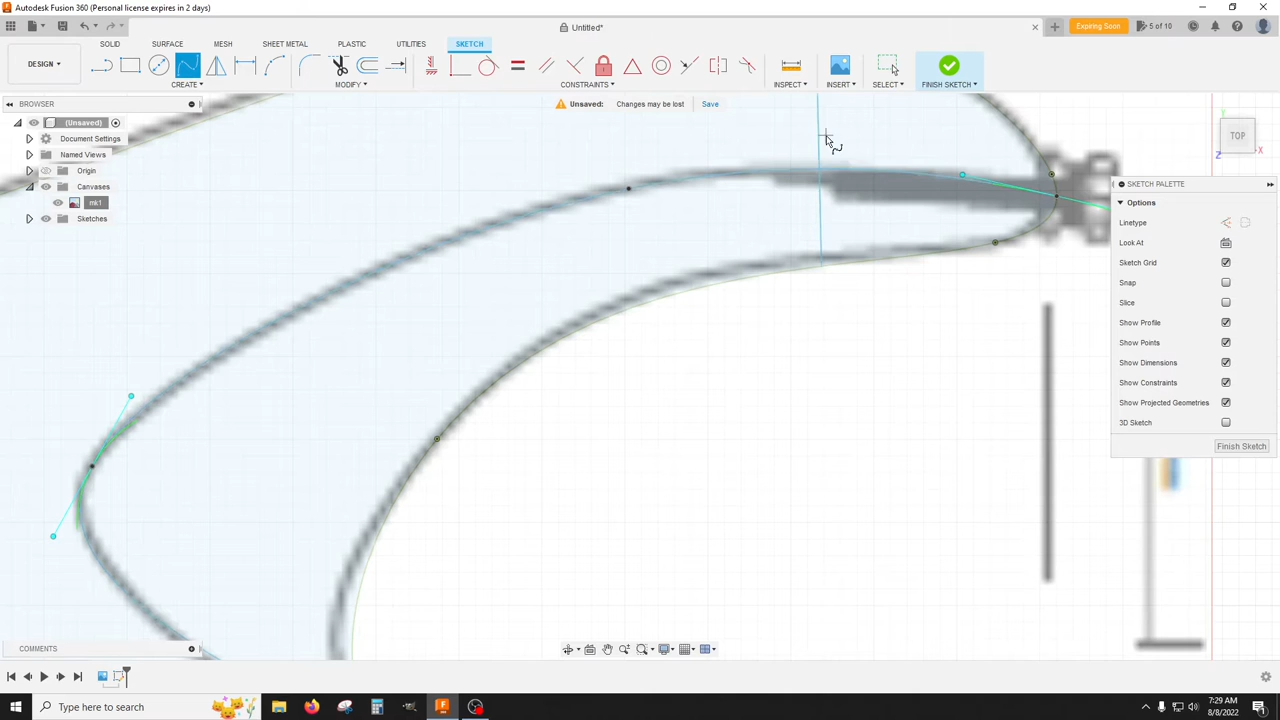 Autodesk Fusion 360 (Personal license expires in 2 days)
Untitled*
Expiring Soon
5 of 10
SOLID
SURFACE
MESH
SHEET METAL
PLASTIC
UTILITIES
SKETCH
DESIGN
CREATE
MODIFY
CONSTRAINTS
INSPECT
INSERT
SELECT
FINISH SKETCH
BROWSER
Unsaved:
Changes may be lost
Save
(Unsaved)
Document Settings
Named Views
Origin
Canvases
mk1
Sketches
TOP
Y
X
Z
SKETCH PALETTE
Options
Linetype
Look At
Sketch Grid
Snap
Slice
Show Profile
Show Points
Show Dimensions
Show Constraints
Show Projected Geometries
3D Sketch
Finish Sketch
COMMENTS
Type here to search
7:29 AM
8/8/2022
1